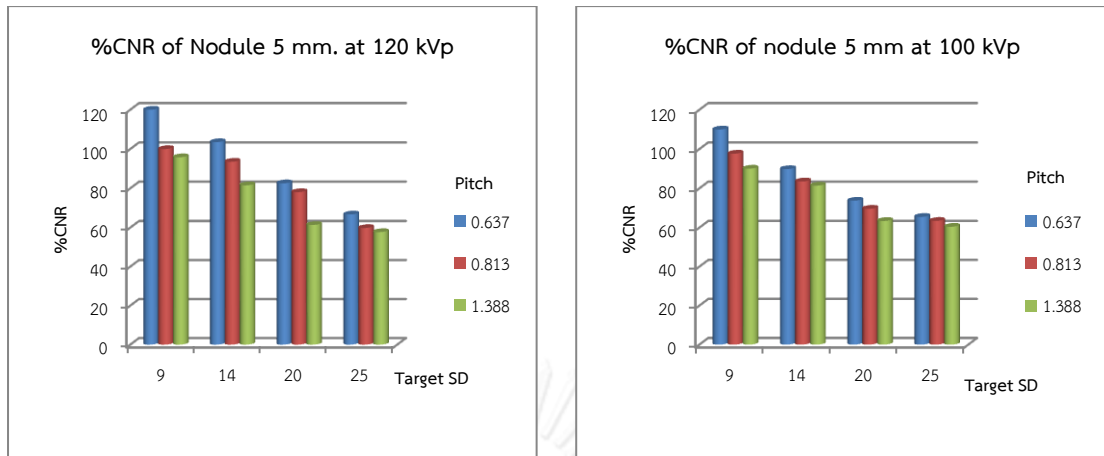 %CNR of Nodule 5 mm. at 120 kVp
120
100
80
60
40
20
0
%CNR
9 14 20 25
Target SD
Pitch
0.637
0.813
1.388
%CNR of nodule 5 mm at 100 kVp
120
100
80
60
40
20
0
%CNR
9 14 20 25
Target SD
Pitch
0.637
0.813
1.388